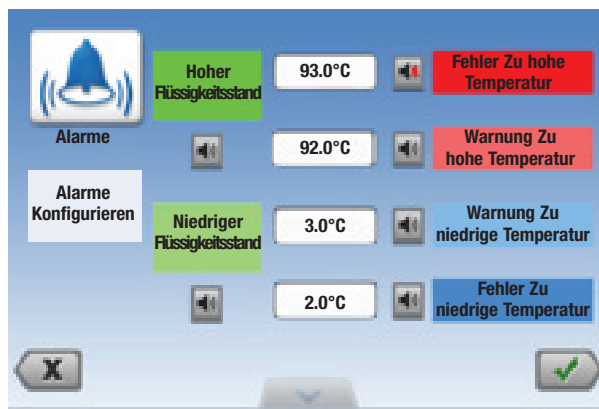 Alarme
Alarme
Konfigurieren
Hoher
Flüssigkeitsstand
Niedriger
Flüssigkeitsstand
93.0°C
Fehler Zu hohe
Temperatur
92.0°C
Warnung Zu
hohe Temperatur
3.0°C
Warnung Zu
niedrige Temperatur
2.0°C
Fehler Zu
niedrige Temperatur
X